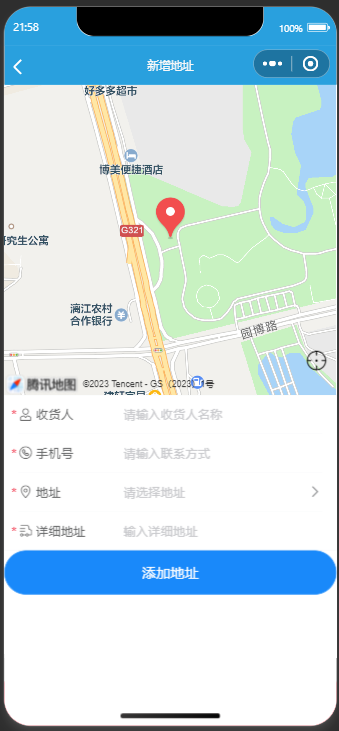 21:58
100%
新增地址
好多多超市
博美便捷酒店
G321
究生公寓
漓江农村
合作银行
园博路
腾讯地图 ©2023 Tencent - GS（2023 号
* 收货人 请输入收货人名称
* 手机号 请输入联系方式
* 地址 请选择地址
* 详细地址 输入详细地址
添加地址